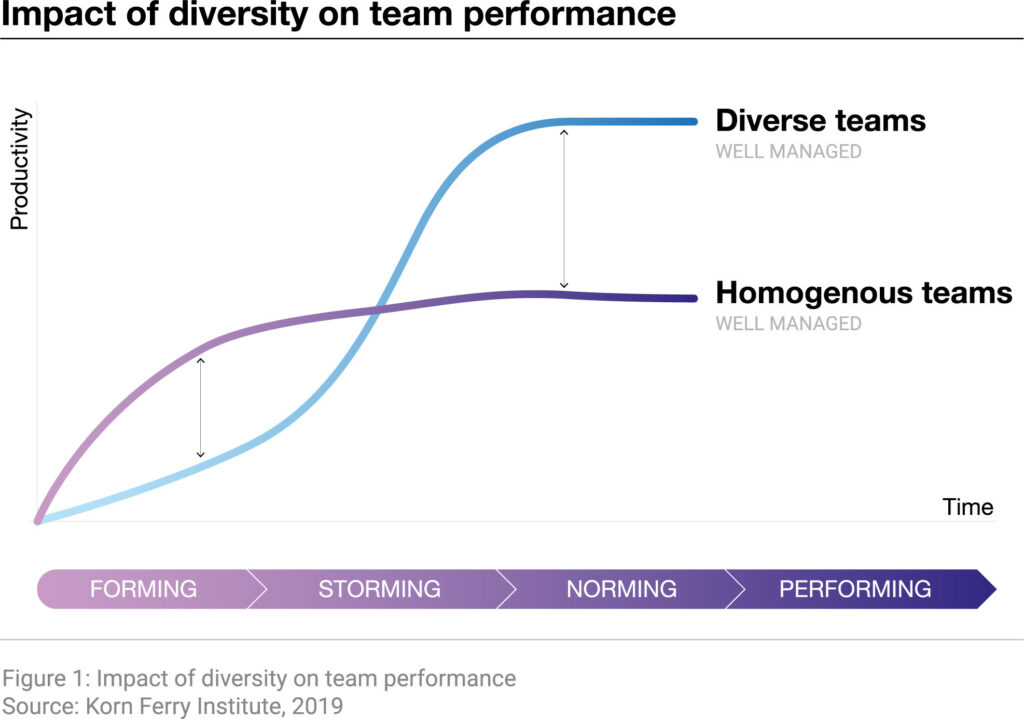 Impact of diversity on team performance
Productivity
Diverse teams
WELL MANAGED
Homogenous teams
WELL MANAGED
Time
FORMING
STORMING
NORMING
PERFORMING
Figure 1: Impact of diversity on team performance
Source: Korn Ferry Institute, 2019